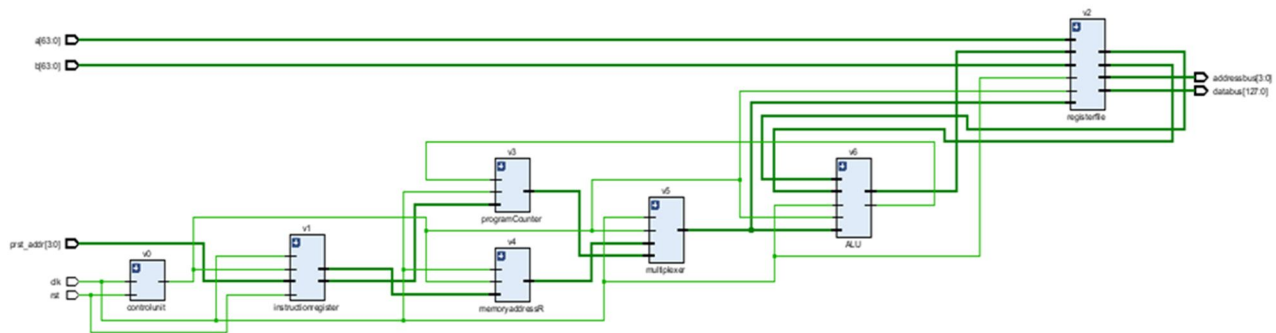 v2
a[63:0]
b[63:0]
addressbus[3:0]
databus[127:0]
registerfile
v3
v6
v5
programCounter
v1
v4
ALU
prst_addr[3:0]
v0
multiplexer
clk
rst
controlunit
instructionregister
memoryaddressR